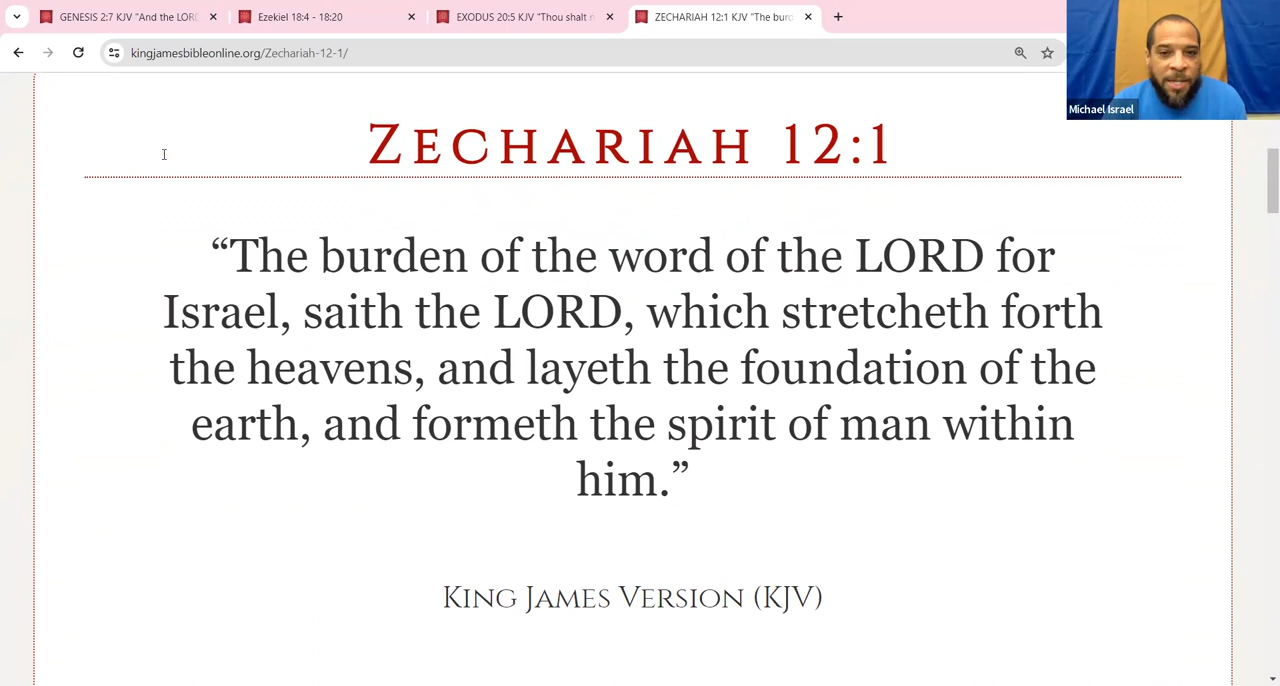 GENESIS 2:7 KJV "And the LORD
Ezekiel 18:4 - 18:20
EXODUS 20:5 KJV "Thou shalt n
ZECHARIAH 12:1 KJV "The burd
kingjamesbibleonline.org/Zechariah-12-1/
Michael Israel
ZECHARIAH 12:1
“The burden of the word of the LORD for
Israel, saith the LORD, which stretcheth forth
the heavens, and layeth the foundation of the
earth, and formeth the spirit of man within
him.”
KING JAMES VERSION (KJV)